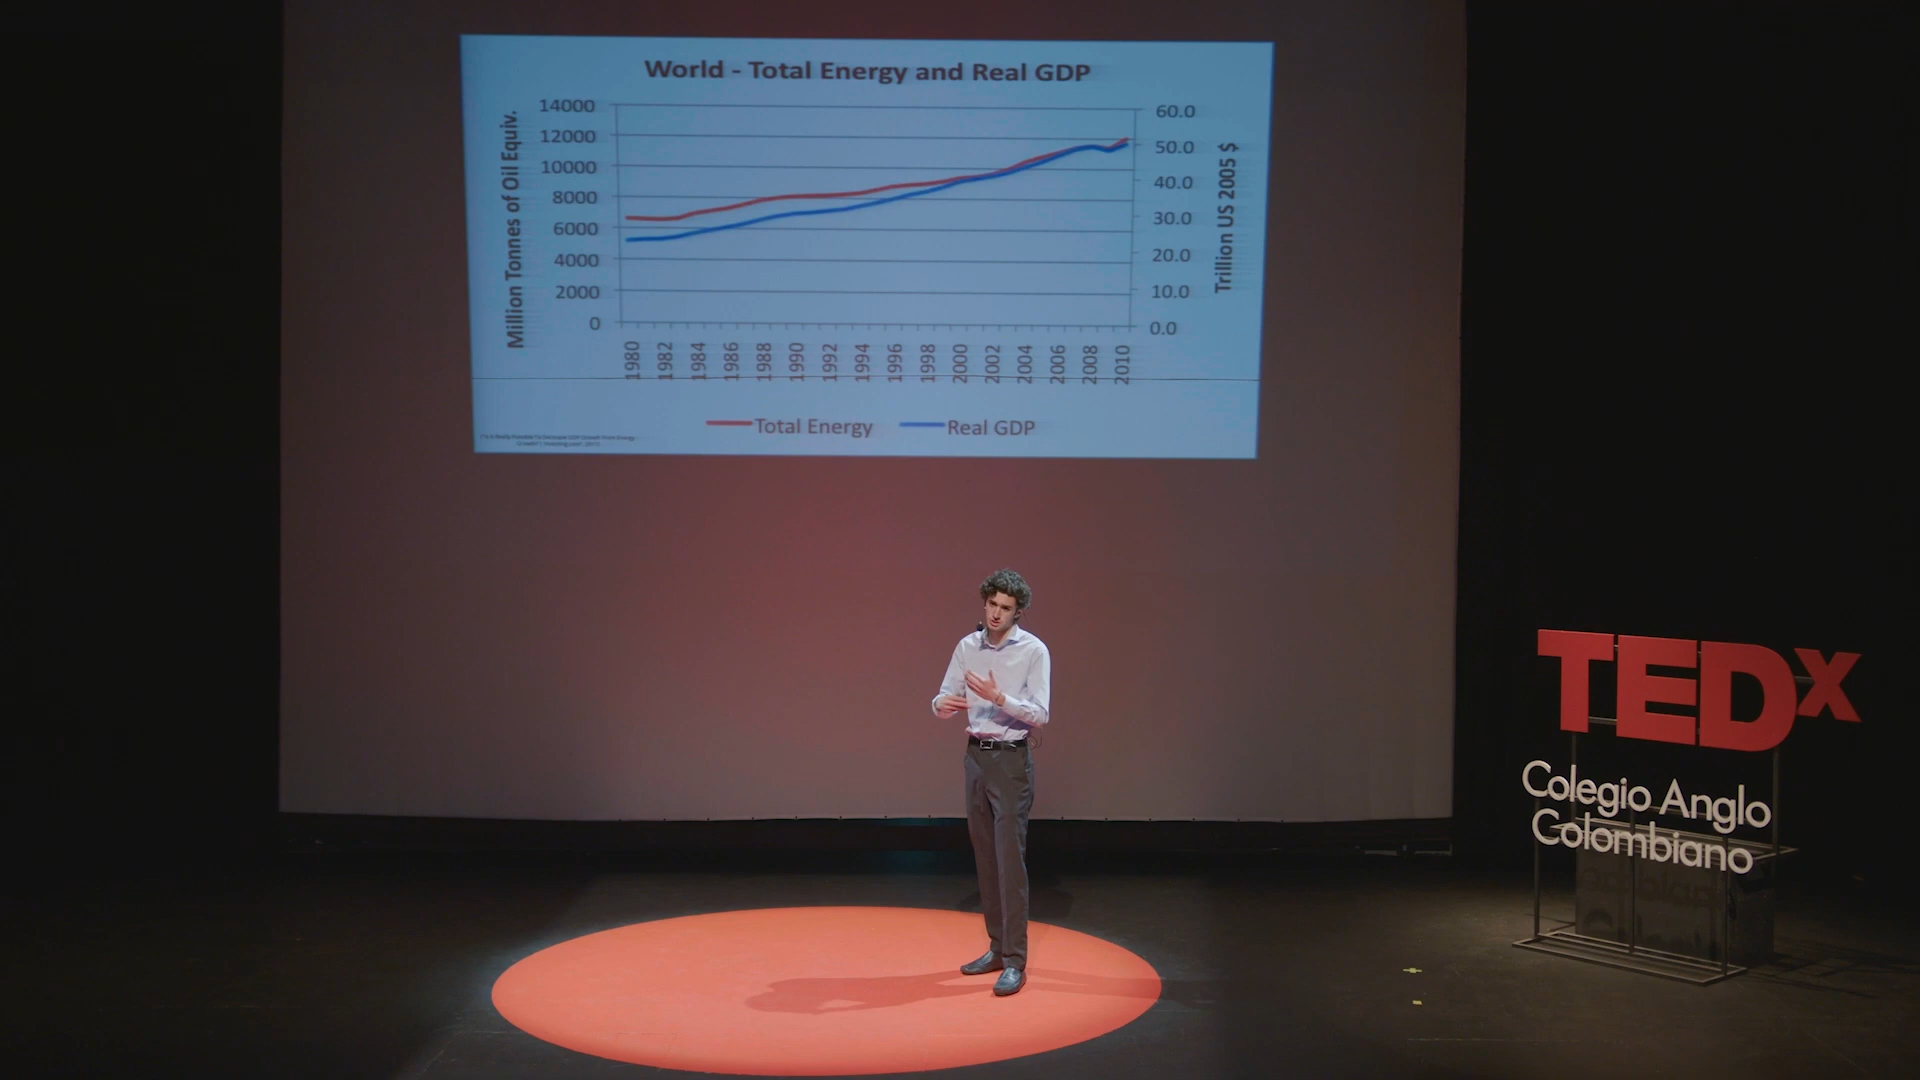 World - Total Energy and Real GDP
Million Tonnes of Oil Equiv.
14000
12000
10000
8000
6000
4000
2000
0
60.0
50.0
40.0
30.0
20.0
10.0
0.0
Trillion US 2005 $
1980 1982 1984 1986 1988 1990 1992 1994 1996 1998 2000 2002 2004 2006 2008 2010
Total Energy Real GDP
TEDx
Colegio Anglo
Colombiano